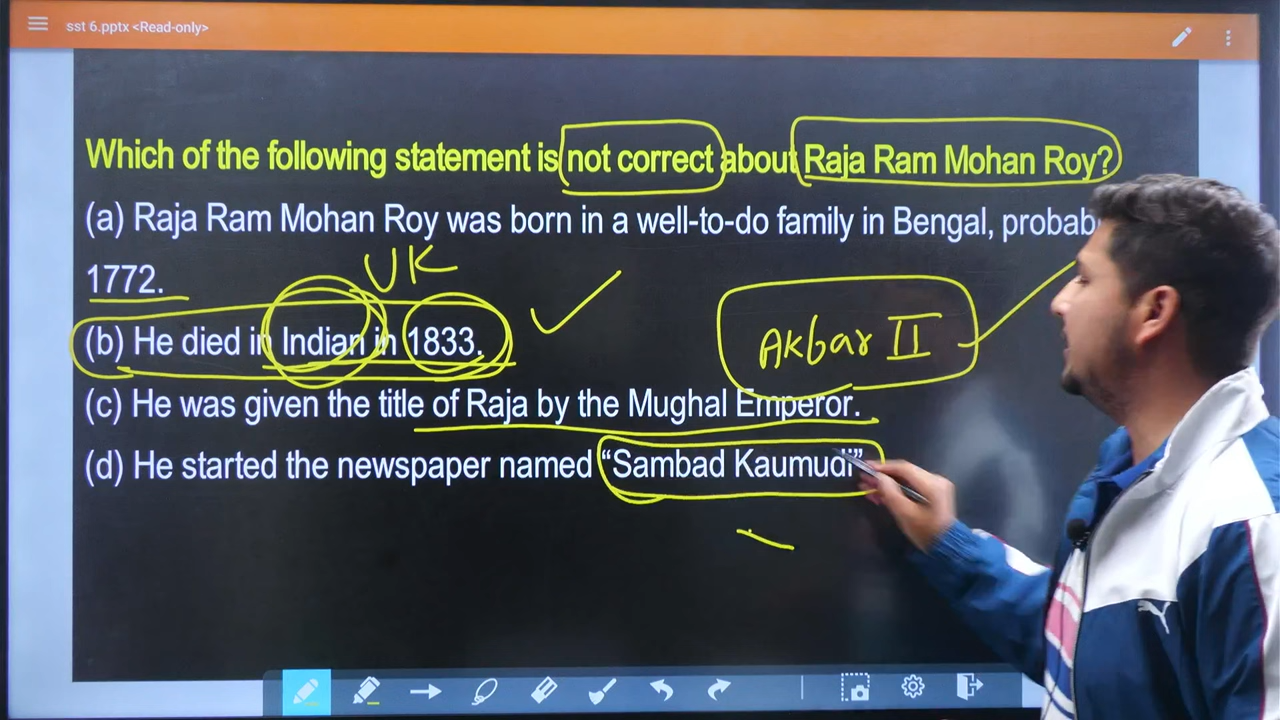 sst 6.pptx <Read-only>
Which of the following statement is not correct about Raja Ram Mohan Roy?
(a) Raja Ram Mohan Roy was born in a well-to-do family in Bengal, probab
UK
1772.
(b) He died in Indian in 1833.
Akbar II
(c) He was given the title of Raja by the Mughal Emperor.
(d) He started the newspaper named “Sambad Kaumudi”